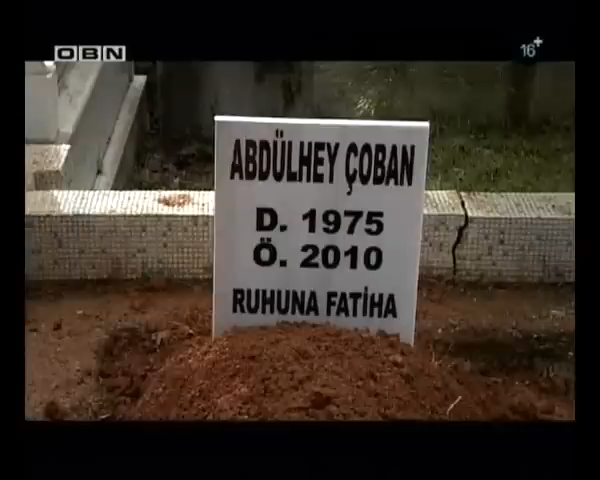 OBN
16+
ABDÜLHEY ÇOBAN
D. 1975
Ö. 2010
RUHUNA FATİHA